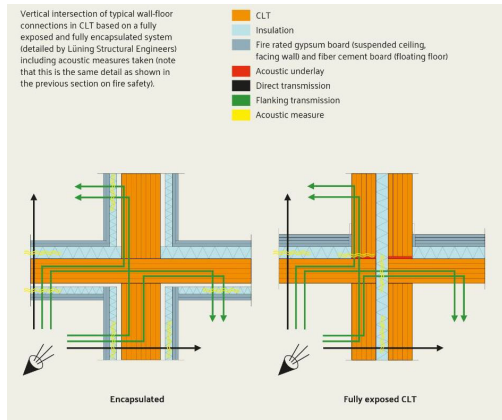 Vertical intersection of typical wall-floor
connections in CLT based on a fully
exposed and fully encapsulated system
(detailed by Lüning Structural Engineers)
including acoustic measures taken (note
that this is the same detail as shown in
the previous section on fire safety).
CLT
Insulation
Fire rated gypsum board (suspended ceiling,
facing wall) and fiber cement board (floating floor)
Acoustic underlay
Direct transmission
Flanking transmission
Acoustic measure
Encapsulated
Fully exposed CLT